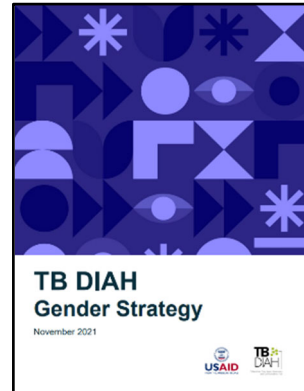 TB DIAH
Gender Strategy
November 2021
USAID
TB
DIAH